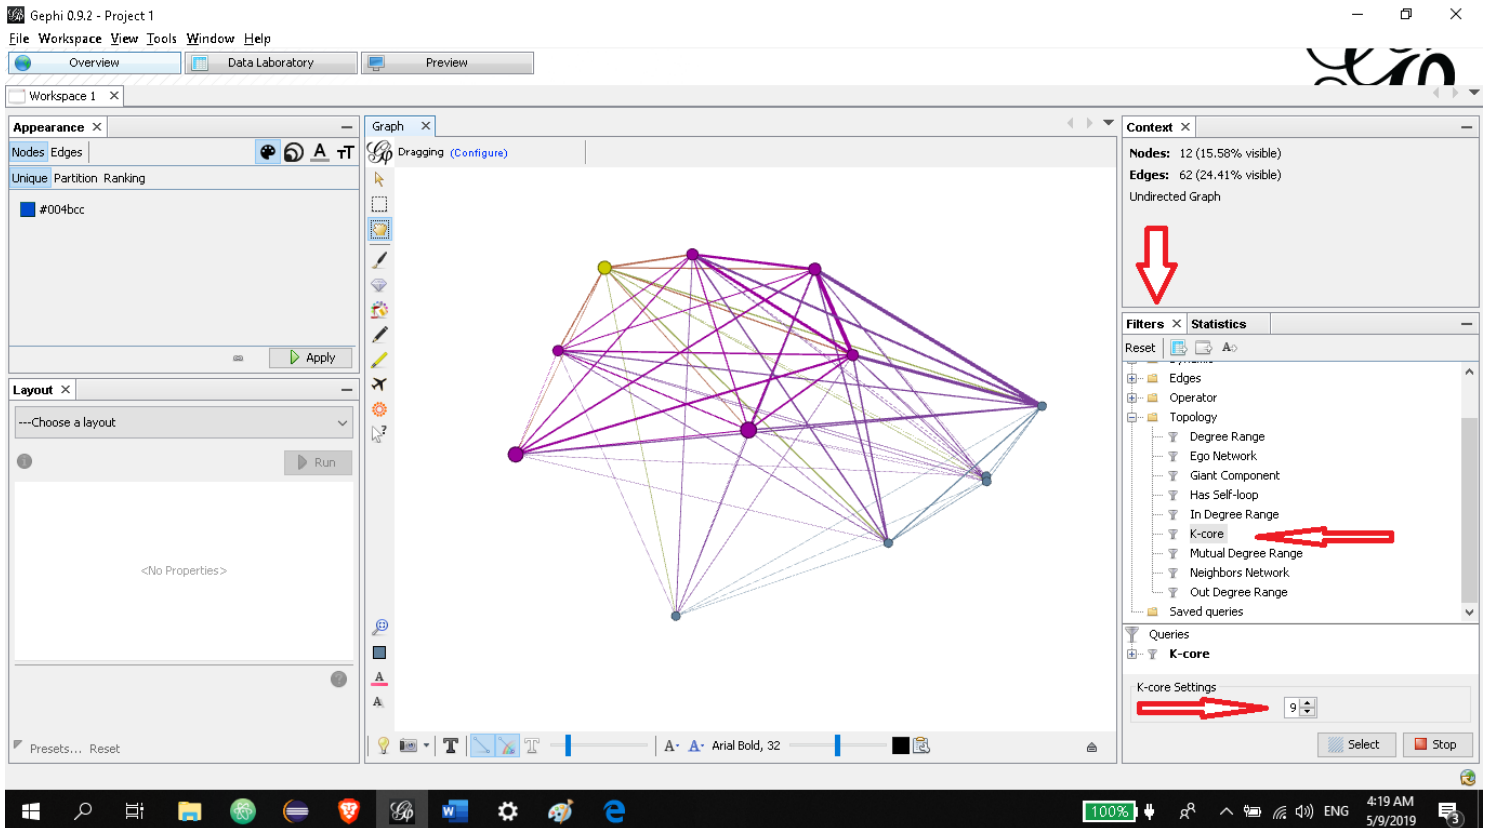 Gephi 0.9.2 - Project 1
File Workspace View Tools Window Help
Overview
Data Laboratory
Preview
Workspace 1
Appearance
Nodes Edges
Unique Partition Ranking
#004bcc
Apply
Layout
---Choose a layout
Run
<No Properties>
Presets... Reset
Graph
Dragging (Configure)
Arial Bold, 32
Context
Nodes: 12 (15.58% visible)
Edges: 62 (24.41% visible)
Undirected Graph
Filters Statistics
Reset
Edges
Operator
Topology
Degree Range
Ego Network
Giant Component
Has Self-loop
In Degree Range
K-core
Mutual Degree Range
Neighbors Network
Out Degree Range
Saved queries
Queries
K-core
K-core Settings
9
Select
Stop
100%
ENG
4:19 AM
5/9/2019
3